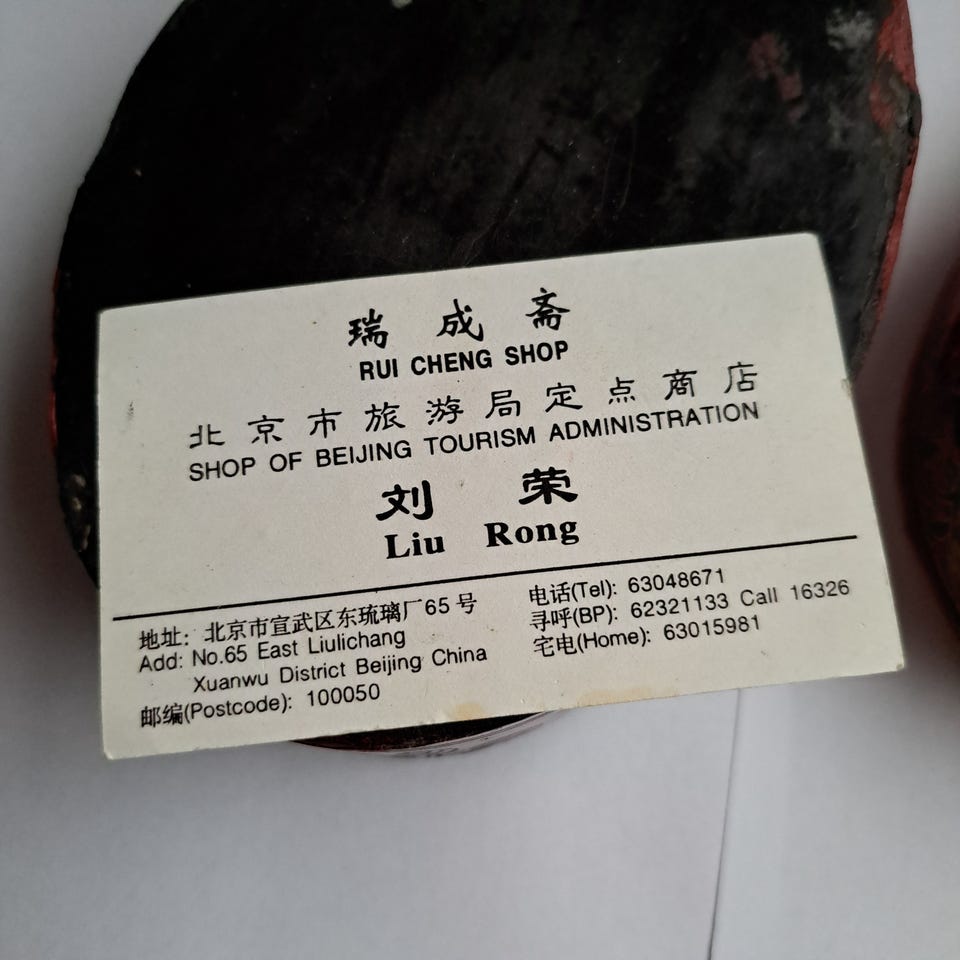 瑞成斋
RUI CHENG SHOP
北京市旅游局定点商店
SHOP OF BEIJING TOURISM ADMINISTRATION
刘 荣
Liu Rong
地址: 北京市宣武区东琉璃厂65号
Add: No.65 East Liulichang
Xuanwu District Beijing China
邮编(Postcode): 100050
电话(Tel): 63048671
寻呼(BP): 62321133 Call 16326
宅电(Home): 63015981